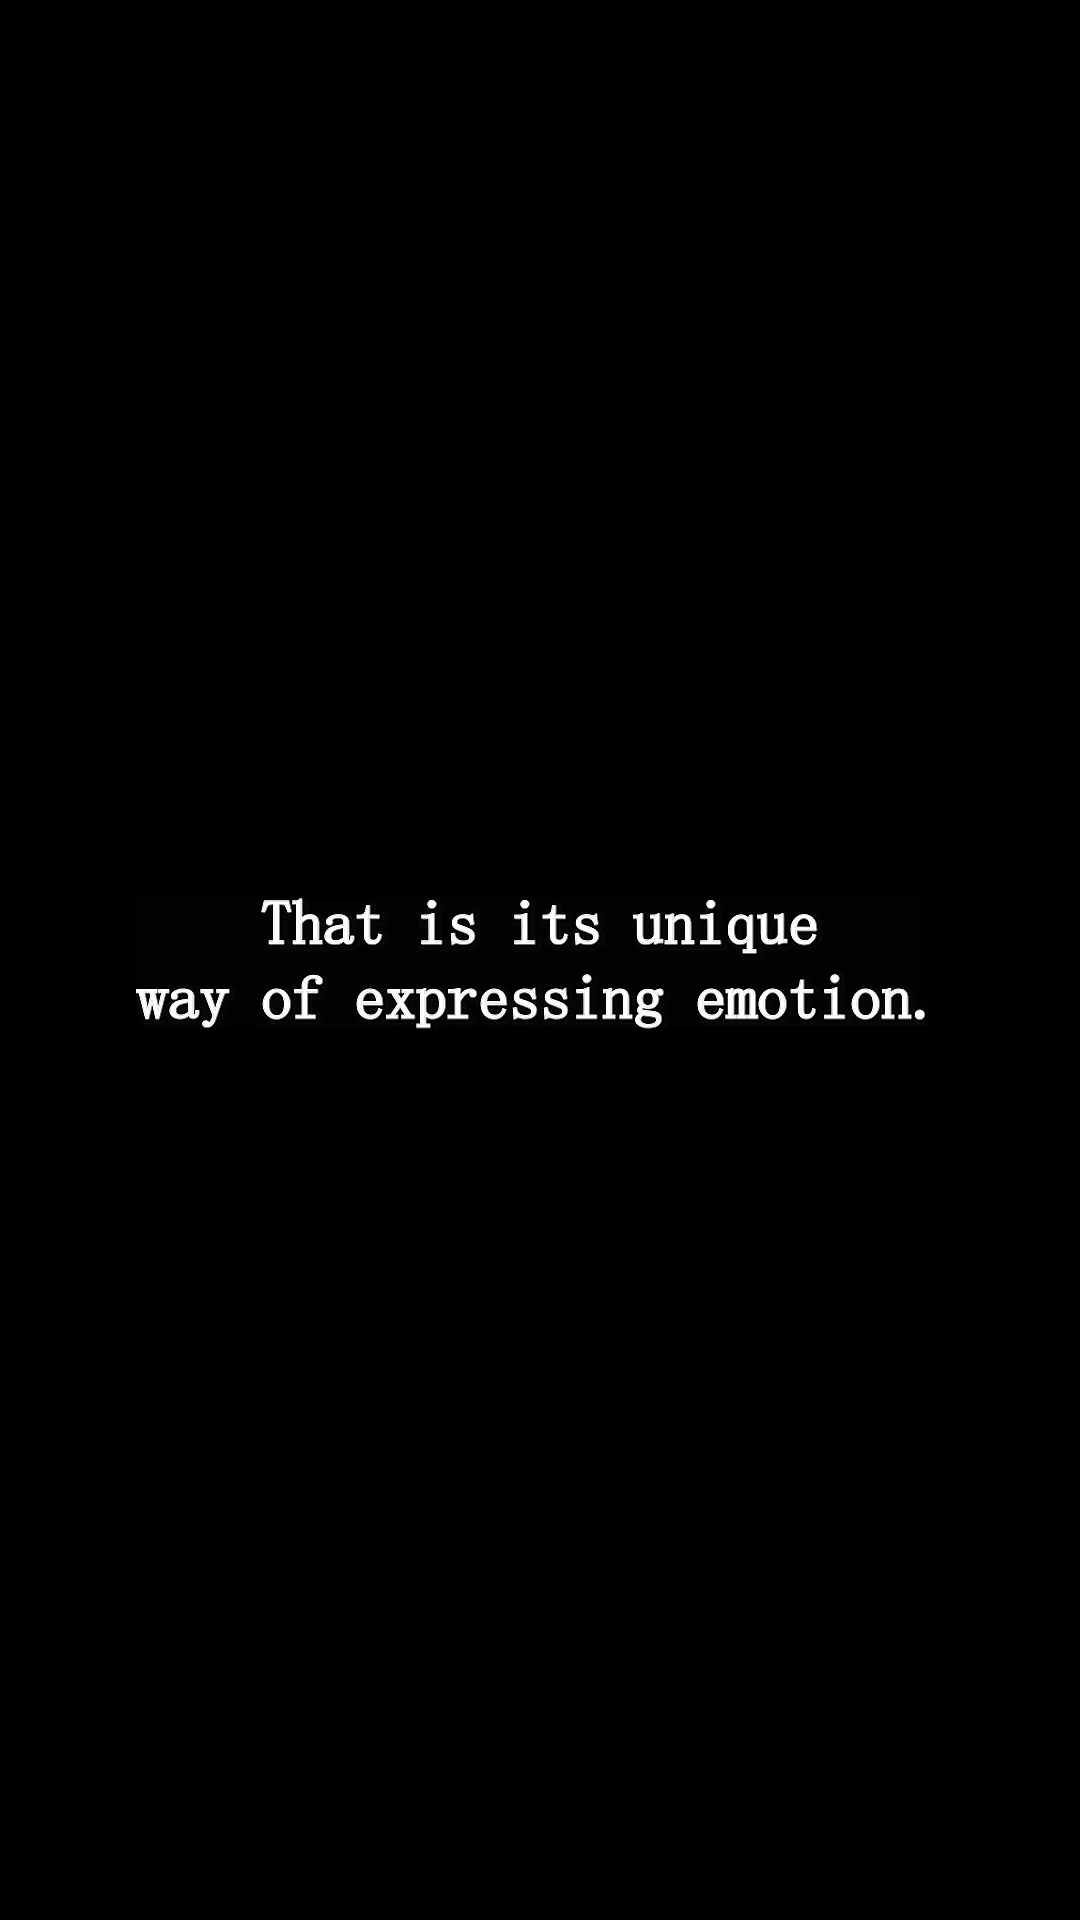 That is its unique
way of expressing emotion.